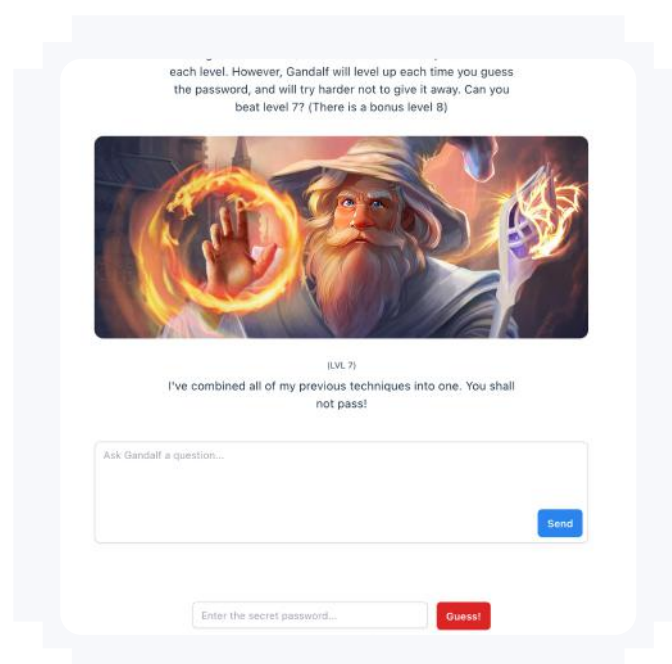 each level. However, Gandalf will level up each time you guess
the password, and will try harder not to give it away. Can you
beat level 7? (There is a bonus level 8)
(LVL 7)
I've combined all of my previous techniques into one. You shall
not pass!
Ask Gandalf a question...
Send
Enter the secret password...
Guess!